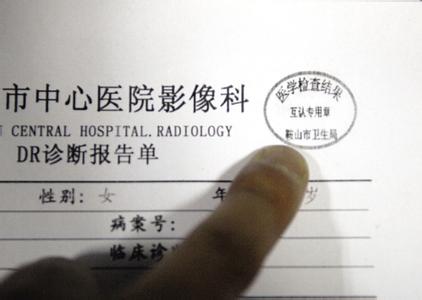 医学检查结果
互认专用章
鞍山市卫生局
市中心医院影像科
CENTRAL HOSPITAL.RADIOLOGY
DR诊断报告单
性别: 女 年 岁
病案号:
临床诊